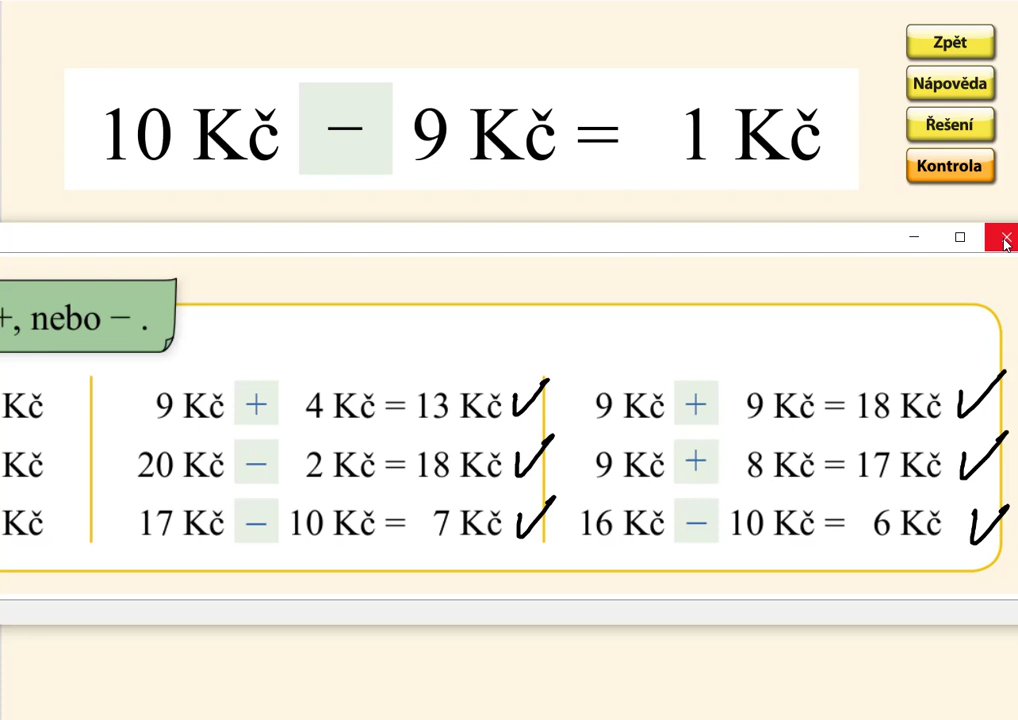 10 Kč − 9 Kč = 1 Kč
Zpět
Nápověda
Řešení
Kontrola
+, nebo − .
Kč
9 Kč + 4 Kč = 13 Kč
9 Kč + 9 Kč = 18 Kč
Kč
20 Kč − 2 Kč = 18 Kč
9 Kč + 8 Kč = 17 Kč
Kč
17 Kč − 10 Kč = 7 Kč
16 Kč − 10 Kč = 6 Kč